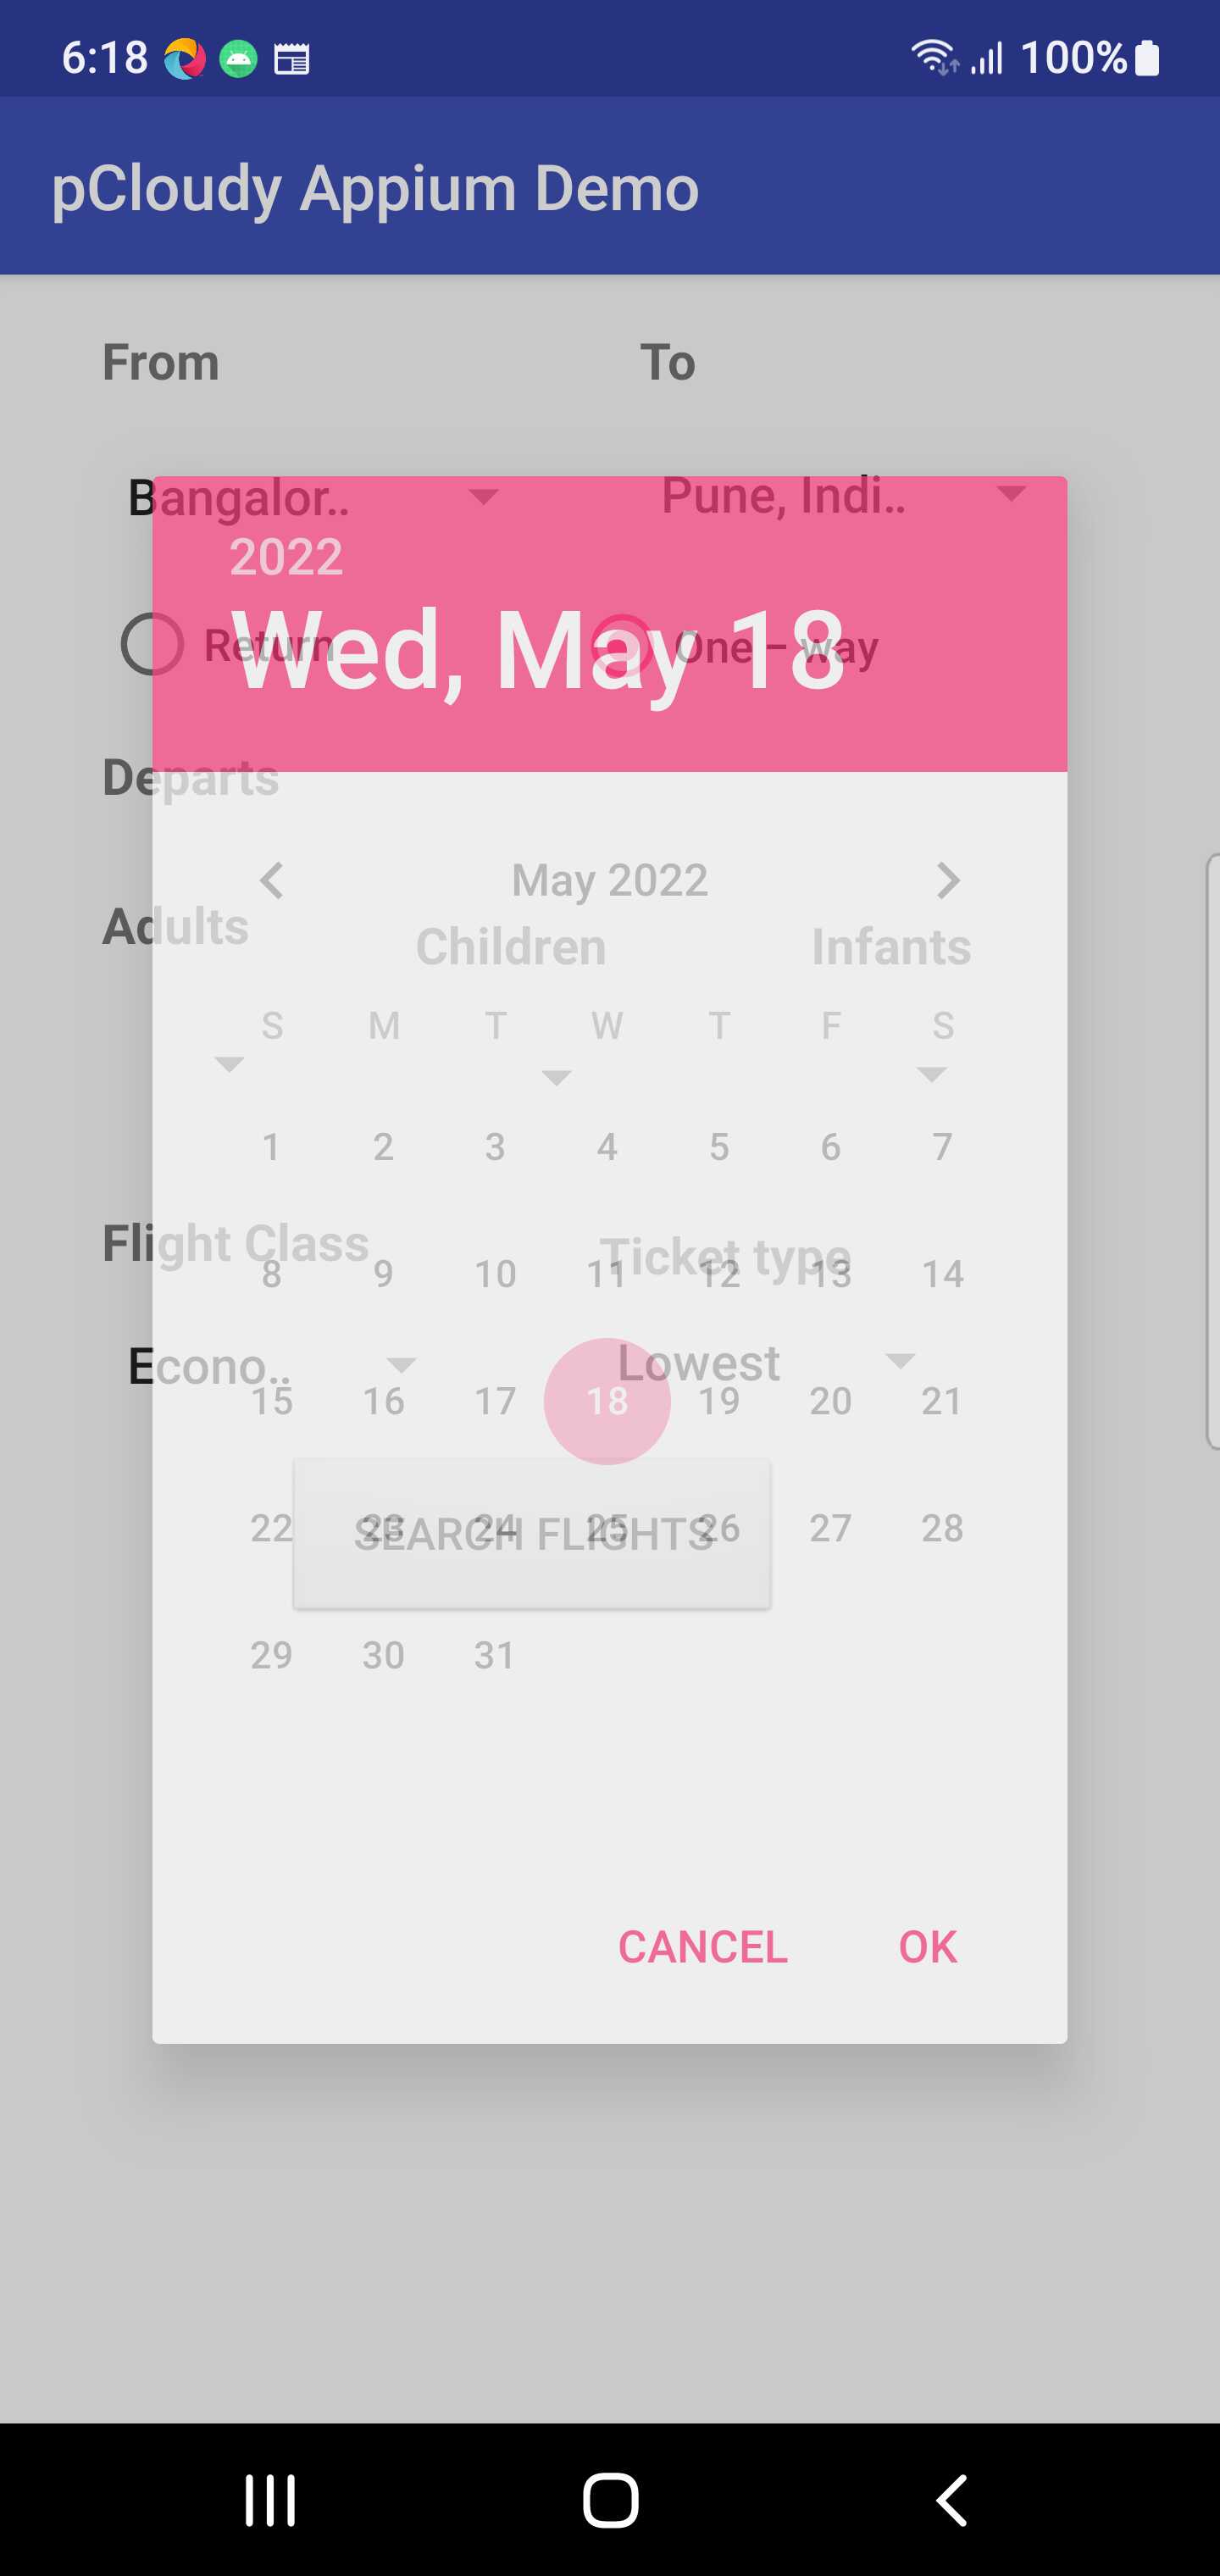 6:18 100%
pCloudy Appium Demo
From To
Bangalor.. Pune, Indi..
2022
Wed, May 18
Return One - way
Departs
May 2022
Adults Children Infants
S M T W T F S
1 2 3 4 5 6 7
Flight Class Ticket type
8 9 10 11 12 13 14
Econo.. Lowest
15 16 17 18 19 20 21
22 23 24 25 26 27 28
SEARCH FLIGHTS
29 30 31
CANCEL OK